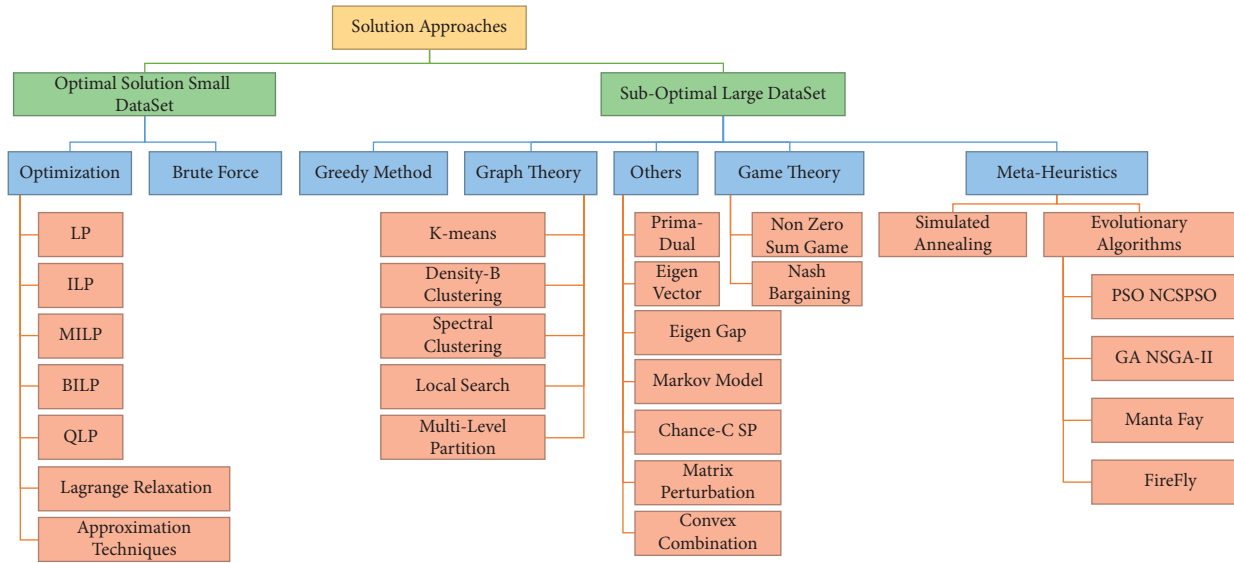 Solution Approaches
Optimal Solution Small
DataSet
Sub-Optimal Large DataSet
Optimization
Brute Force
Greedy Method
Graph Theory
Others
Game Theory
Meta-Heuristics
LP
ILP
MILP
BILP
QLP
Lagrange Relaxation
Approximation
Techniques
K-means
Density-B
Clustering
Spectral
Clustering
Local Search
Multi-Level
Partition
Prima-
Dual
Eigen
Vector
Eigen Gap
Markov Model
Chance-C SP
Matrix
Perturbation
Convex
Combination
Non Zero
Sum Game
Nash
Bargaining
Simulated
Annealing
Evolutionary
Algorithms
PSO NCSPSO
GA NSGA-II
Manta Fay
FireFly